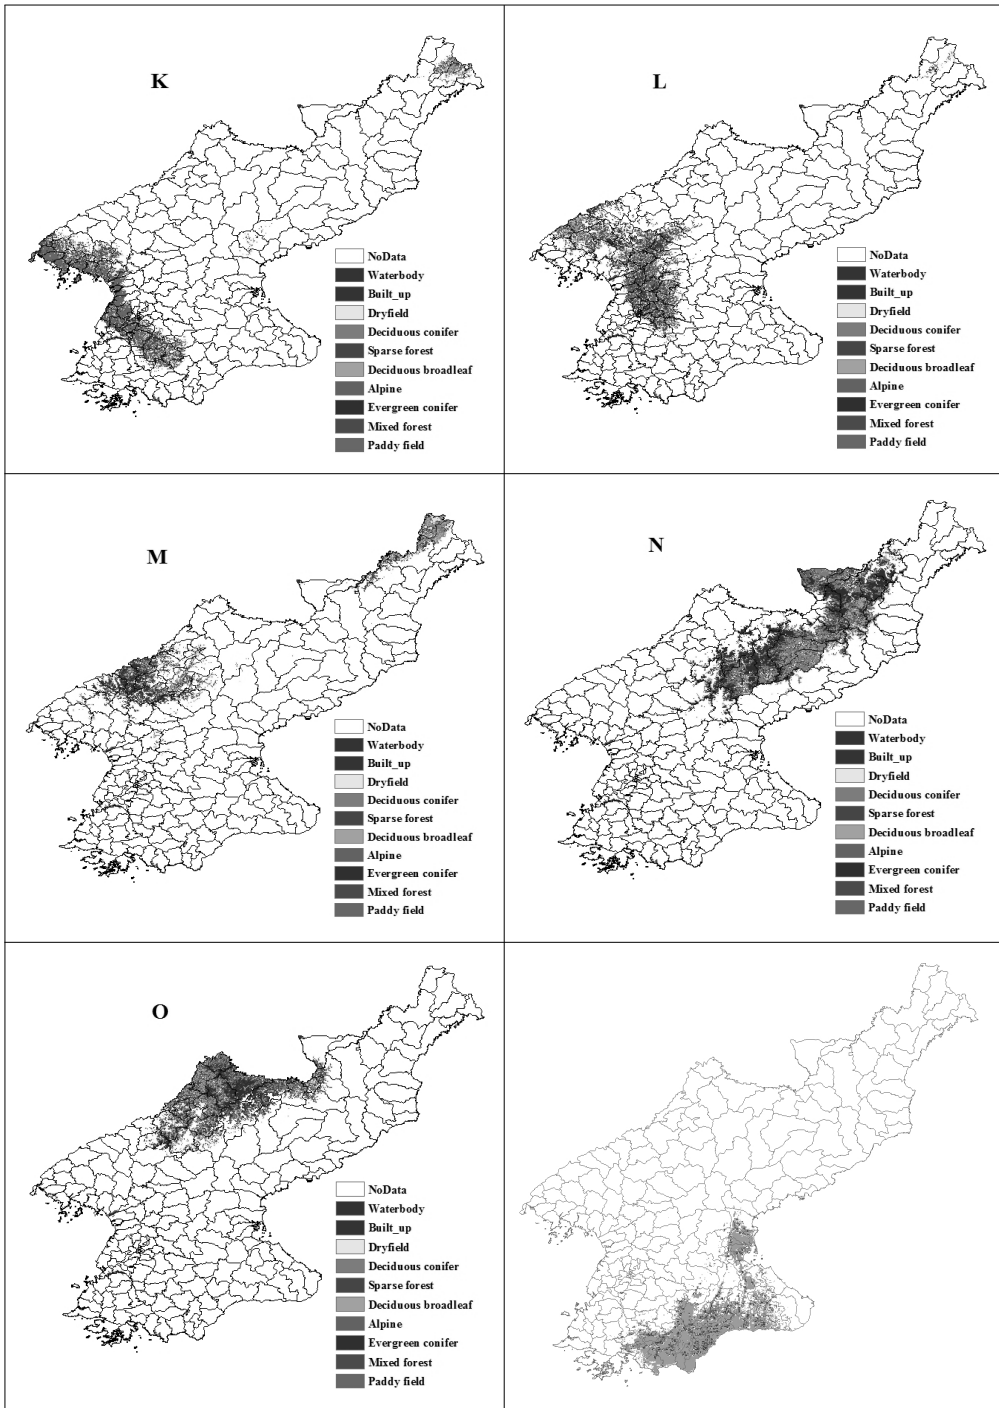 K
NoData
Waterbody
Built_up
Dryfield
Deciduous conifer
Sparse forest
Deciduous broadleaf
Alpine
Evergreen conifer
Mixed forest
Paddy field
L
NoData
Waterbody
Built_up
Dryfield
Deciduous conifer
Sparse forest
Deciduous broadleaf
Alpine
Evergreen conifer
Mixed forest
Paddy field
M
NoData
Waterbody
Built_up
Dryfield
Deciduous conifer
Sparse forest
Deciduous broadleaf
Alpine
Evergreen conifer
Mixed forest
Paddy field
N
NoData
Waterbody
Built_up
Dryfield
Deciduous conifer
Sparse forest
Deciduous broadleaf
Alpine
Evergreen conifer
Mixed forest
Paddy field
O
NoData
Waterbody
Built_up
Dryfield
Deciduous conifer
Sparse forest
Deciduous broadleaf
Alpine
Evergreen conifer
Mixed forest
Paddy field